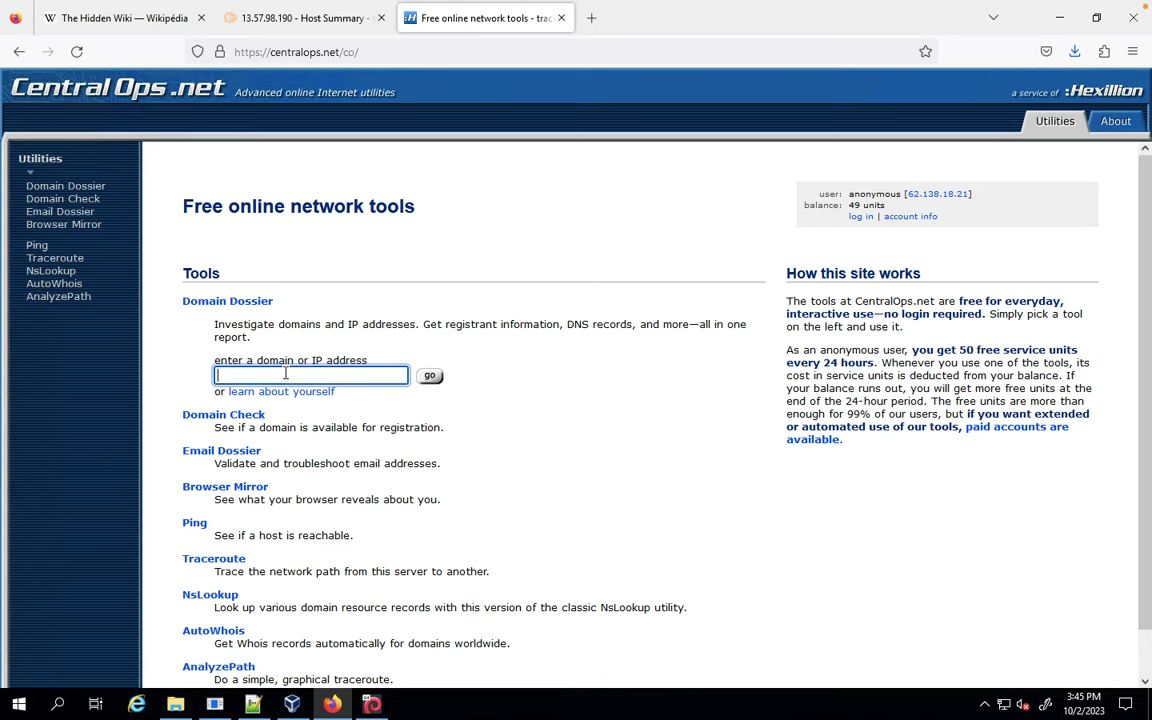 The Hidden Wiki — Wikipédia
13.57.98.190 - Host Summary -
Free online network tools - trac
https://centralops.net/co/
Central Ops .net Advanced online Internet utilities
a service of :Hexillion
Utilities About
Utilities
Domain Dossier
Domain Check
Email Dossier
Browser Mirror
Ping
Traceroute
NsLookup
AutoWhois
AnalyzePath
Free online network tools
user: anonymous [62.138.18.21]
balance: 49 units
log in | account info
Tools
Domain Dossier
Investigate domains and IP addresses. Get registrant information, DNS records, and more—all in one
report.
enter a domain or IP address
go
or learn about yourself
Domain Check
See if a domain is available for registration.
Email Dossier
Validate and troubleshoot email addresses.
Browser Mirror
See what your browser reveals about you.
Ping
See if a host is reachable.
Traceroute
Trace the network path from this server to another.
NsLookup
Look up various domain resource records with this version of the classic NsLookup utility.
AutoWhois
Get Whois records automatically for domains worldwide.
AnalyzePath
Do a simple, graphical traceroute.
How this site works
The tools at CentralOps.net are free for everyday,
interactive use—no login required. Simply pick a tool
on the left and use it.
As an anonymous user, you get 50 free service units
every 24 hours. Whenever you use one of the tools, its
cost in service units is deducted from your balance. If
your balance runs out, you will get more free units at the
end of the 24-hour period. The free units are more than
enough for 99% of our users, but if you want extended
or automated use of our tools, paid accounts are
available.
3:45 PM
10/2/2023